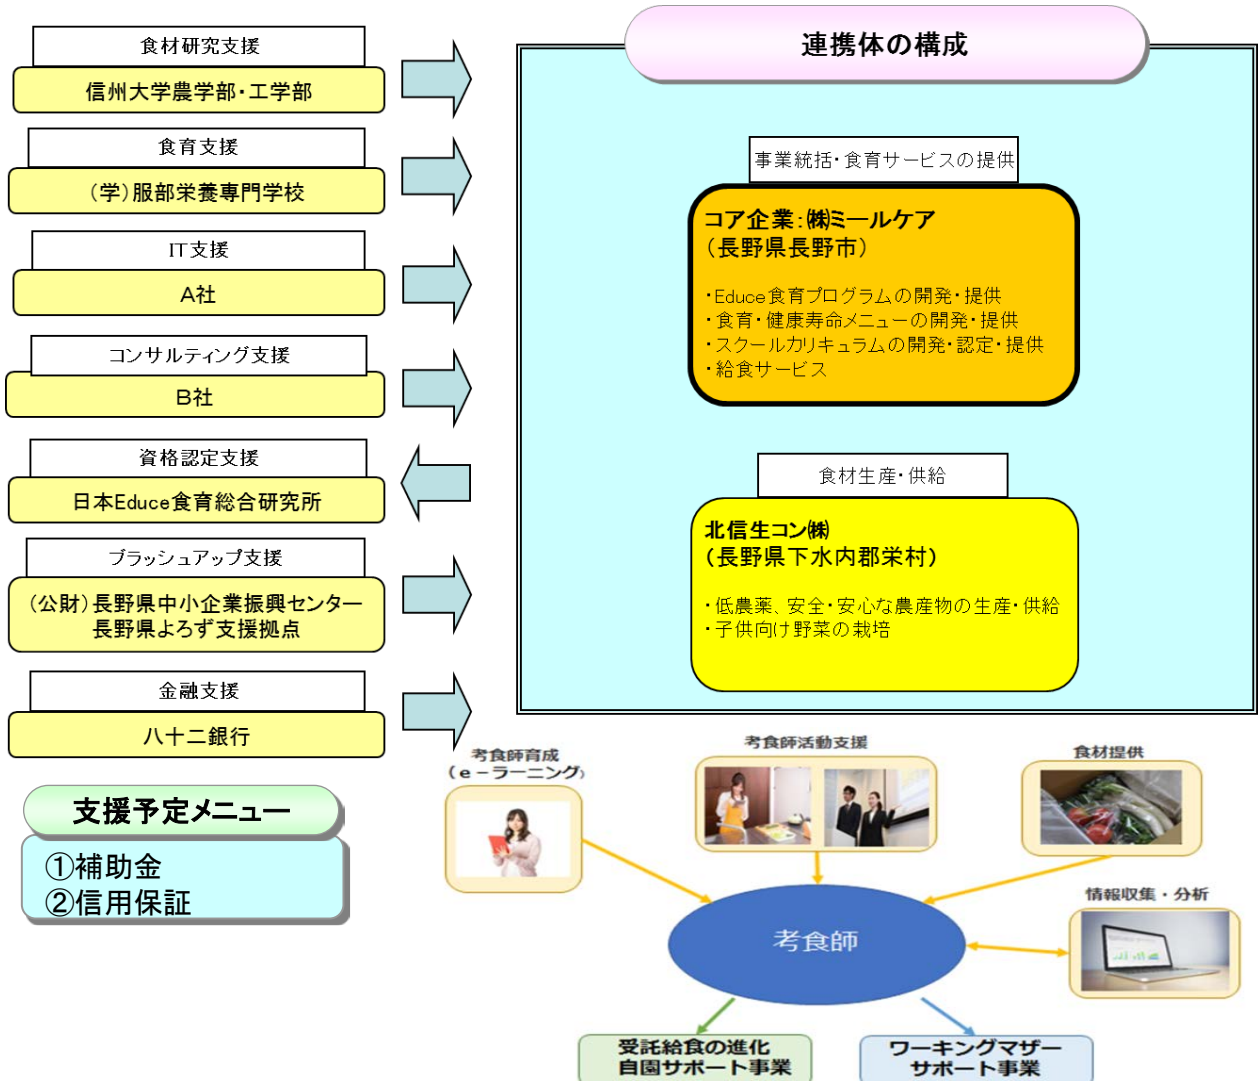 食材研究支援
信州大学農学部・工学部
食育支援
(学)服部栄養専門学校
IT支援
A社
コンサルティング支援
B社
資格認定支援
日本Educe食育総合研究所
ブラッシュアップ支援
(公財)長野県中小企業振興センター
長野県よろず支援拠点
金融支援
八十二銀行
支援予定メニュー
①補助金
②信用保証
連携体の構成
事業統括・食育サービスの提供
コア企業:㈱ミールケア
(長野県長野市)
・Educe食育プログラムの開発・提供
・食育・健康寿命メニューの開発・提供
・スクールカリキュラムの開発・認定・提供
・給食サービス
食材生産・供給
北信生コン㈱
(長野県下水内郡栄村)
・低農薬、安全・安心な農産物の生産・供給
・子供向け野菜の栽培
考食師育成
(e-ラーニング)
考食師活動支援
食材提供
情報収集・分析
考食師
受託給食の進化
自園サポート事業
ワーキングマザー
サポート事業